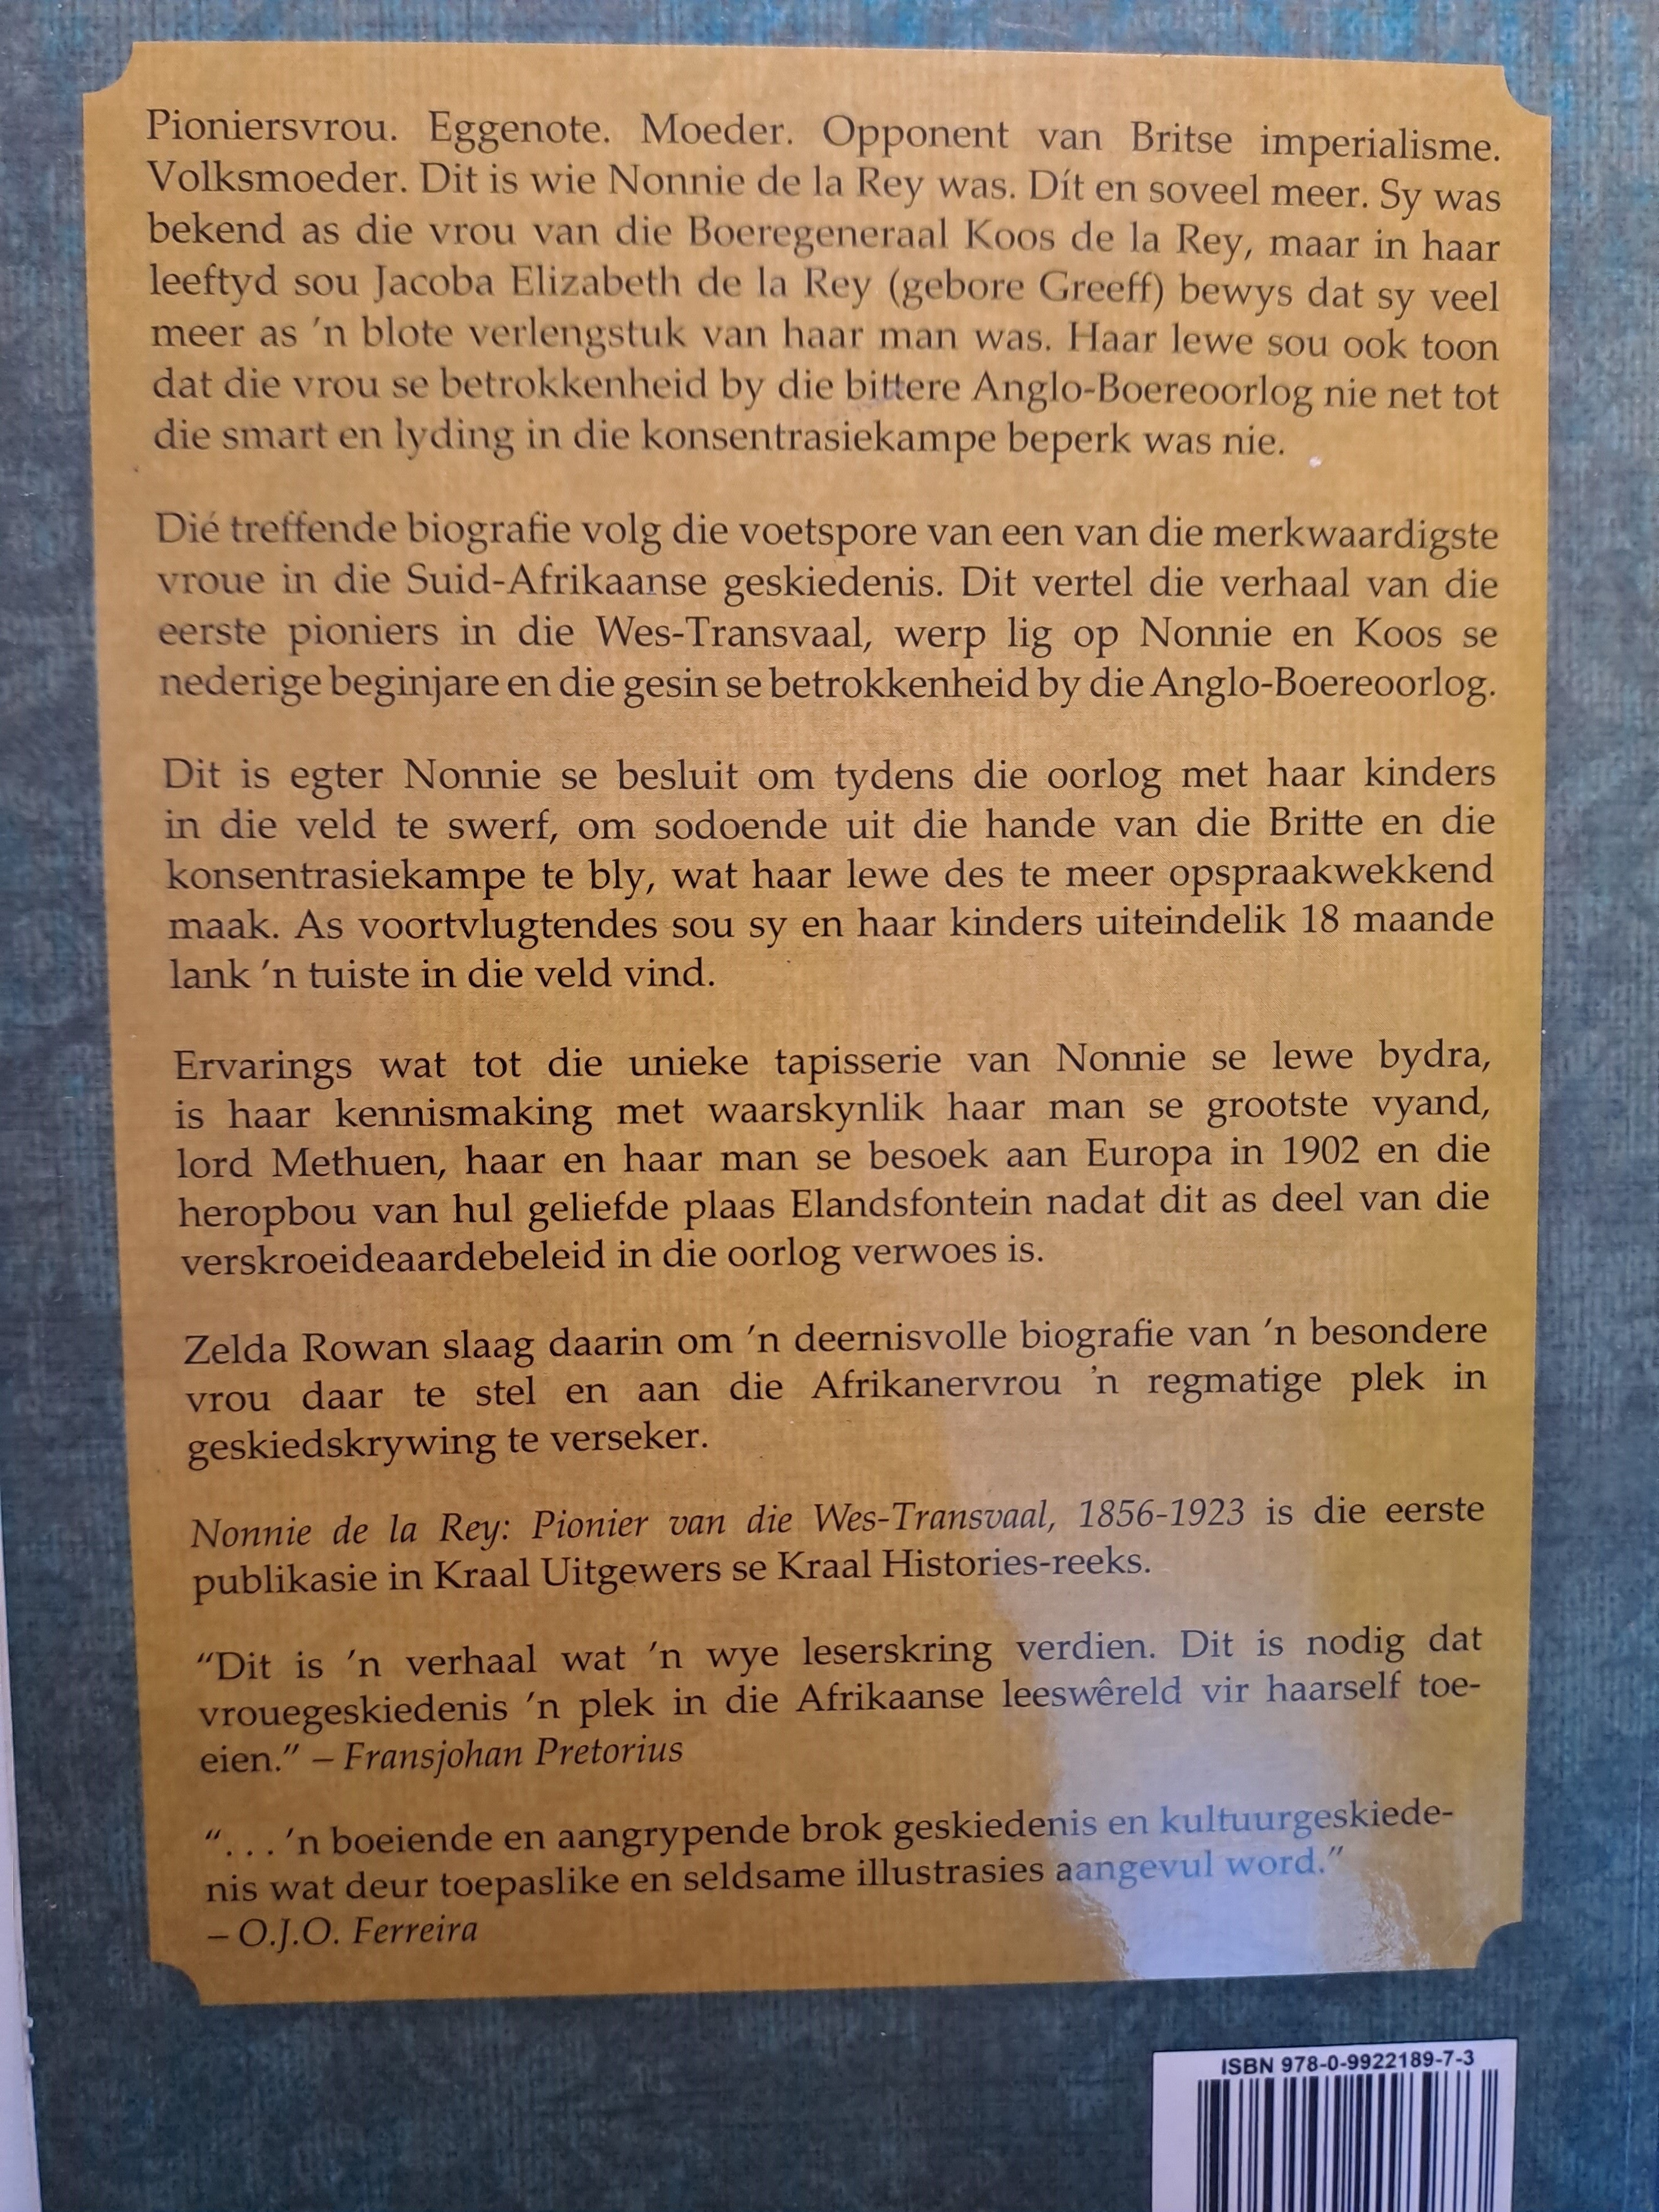 Pioniersvrou. Eggenote. Moeder. Opponent van Britse imperialisme.
Volksmoeder. Dit is wie Nonnie de la Rey was. Dít en soveel meer. Sy was
bekend as die vrou van die Boeregeneraal Koos de la Rey, maar in haar
leeftyd sou Jacoba Elizabeth de la Rey (gebore Greeff) bewys dat sy veel
meer as 'n blote verlengstuk van haar man was. Haar lewe sou ook toon
dat die vrou se betrokkenheid by die bittere Anglo-Boereoorlog nie net tot
die smart en lyding in die konsentrasiekampe beperk was nie.

Dié treffende biografie volg die voetspore van een van die merkwaardigste
vroue in die Suid-Afrikaanse geskiedenis. Dit vertel die verhaal van die
eerste pioniers in die Wes-Transvaal, werp lig op Nonnie en Koos se
nederige beginjare en die gesin se betrokkenheid by die Anglo-Boereoorlog.

Dit is egter Nonnie se besluit om tydens die oorlog met haar kinders
in die veld te swerf, om sodoende uit die hande van die Britte en die
konsentrasiekampe te bly, wat haar lewe des te meer opspraakwekkend
maak. As voortvlugtendes sou sy en haar kinders uiteindelik 18 maande
lank 'n tuiste in die veld vind.

Ervarings wat tot die unieke tapisserie van Nonnie se lewe bydra,
is haar kennismaking met waarskynlik haar man se grootste vyand,
lord Methuen, haar en haar man se besoek aan Europa in 1902 en die
heropbou van hul geliefde plaas Elandsfontein nadat dit as deel van die
verskroeideaardebeleid in die oorlog verwoes is.

Zelda Rowan slaag daarin om 'n deernisvolle biografie van 'n besondere
vrou daar te stel en aan die Afrikanervrou 'n regmatige plek in
geskiedskrywing te verseker.

Nonnie de la Rey: Pionier van die Wes-Transvaal, 1856-1923 is die eerste
publikasie in Kraal Uitgewers se Kraal Histories-reeks.

"Dit is 'n verhaal wat 'n wye leserskring verdien. Dit is nodig dat
vrouegeskiedenis 'n plek in die Afrikaanse leeswêreld vir haarself toe-
eien." – Fransjohan Pretorius

". . . 'n boeiende en aangrypende brok geskiedenis en kultuurgeskiede-
nis wat deur toepaslike en seldsame illustrasies aangevul word."
– O.J.O. Ferreira

ISBN 978-0-9922189-7-3